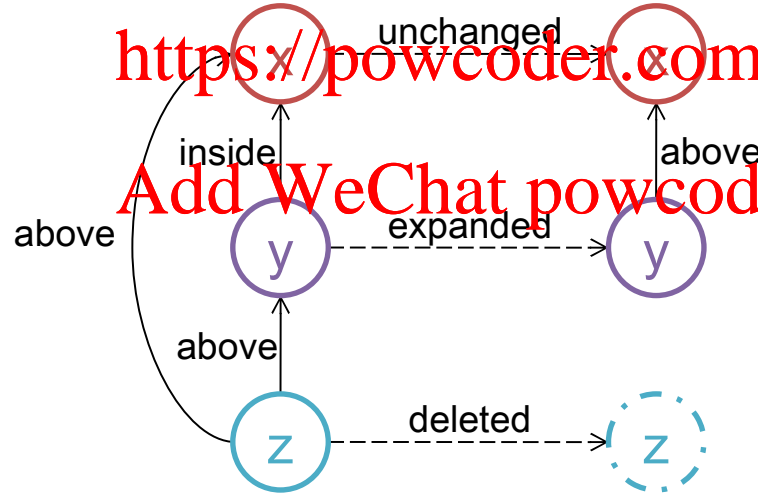 unchanged
x x
https://powcoder.com
inside above
Add WeChat powcod
above expanded
y y
above
deleted
z z